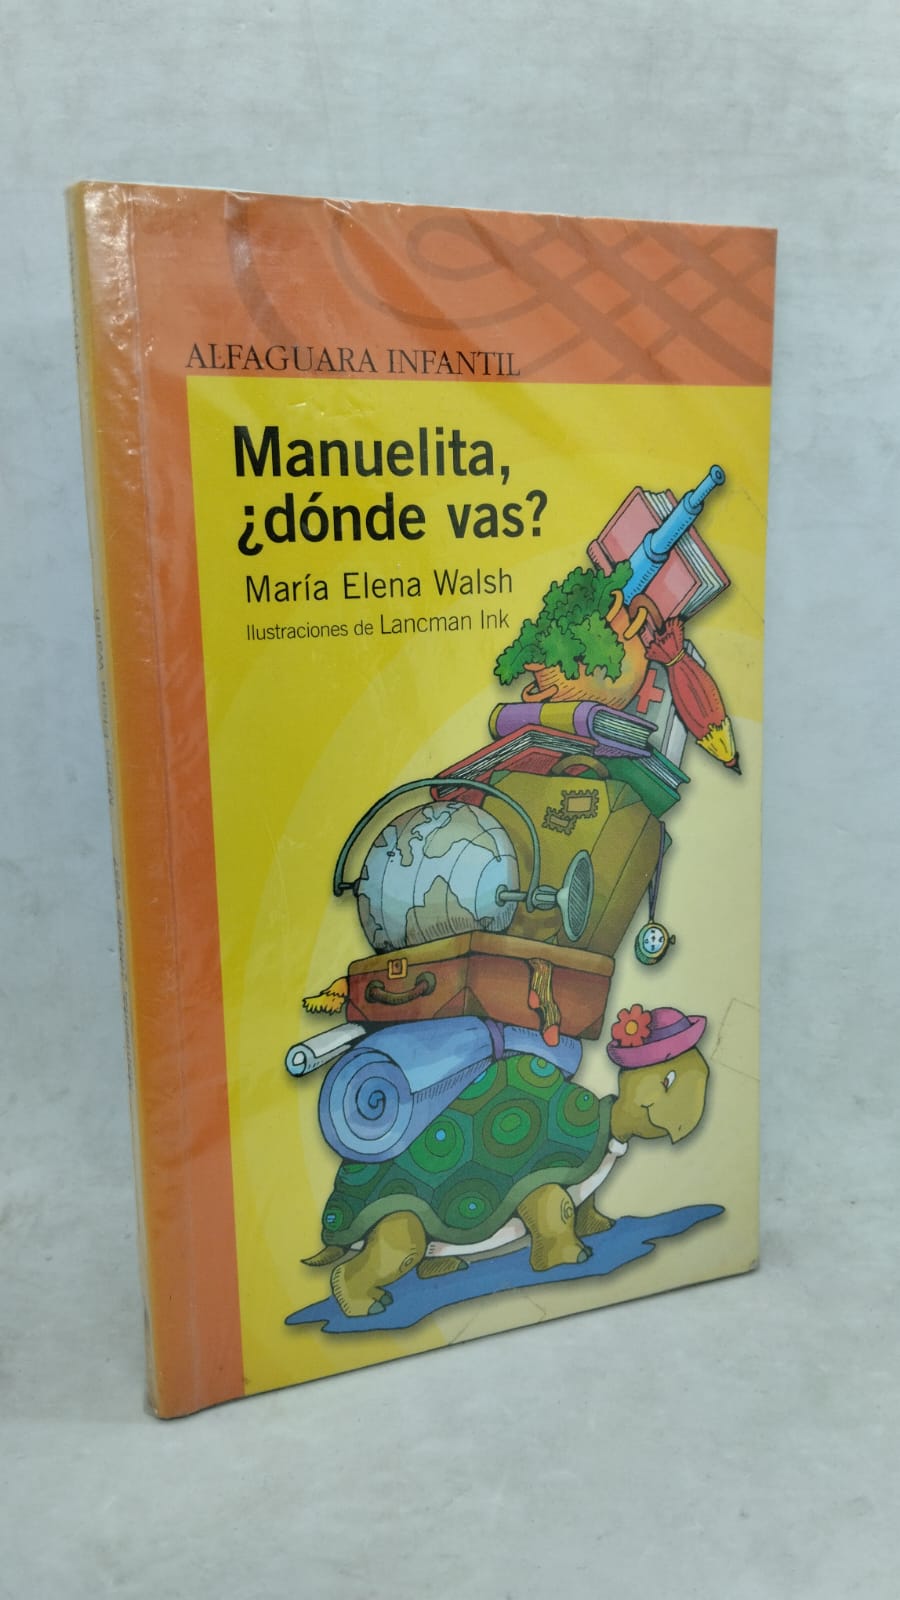 ALFAGUARA INFANTIL
Manuelita,
¿dónde vas?
María Elena Walsh
Ilustraciones de Lancman Ink